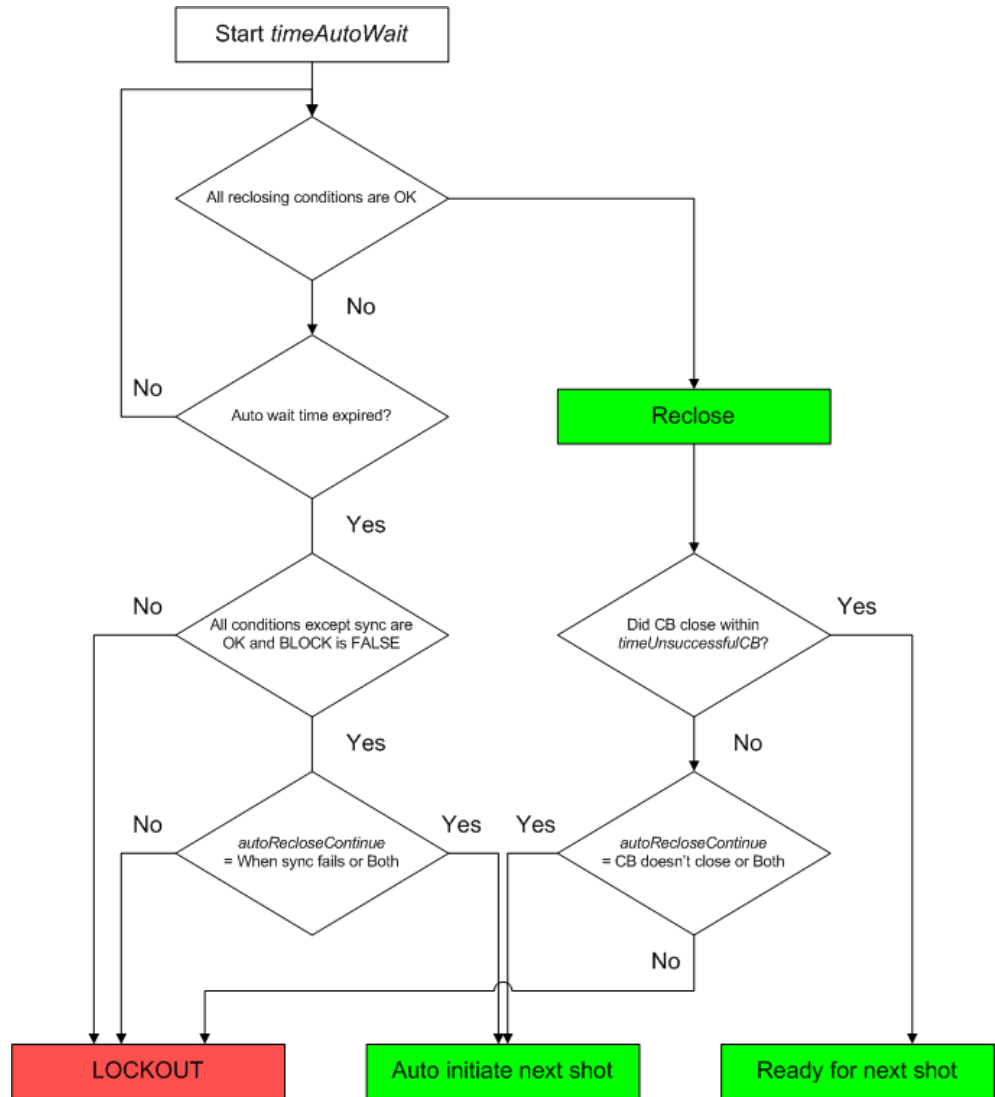 Start timeAutoWait
All reclosing conditions are OK
No
No
Auto wait time expired?
Reclose
Yes
No
All conditions except sync are
OK and BLOCK is FALSE
Did CB close within
timeUnsuccessfulCB?
Yes
Yes
No
No
autoRecloseContinue
= When sync fails or Both
Yes
Yes
autoRecloseContinue
= CB doesn't close or Both
No
LOCKOUT
Auto initiate next shot
Ready for next shot